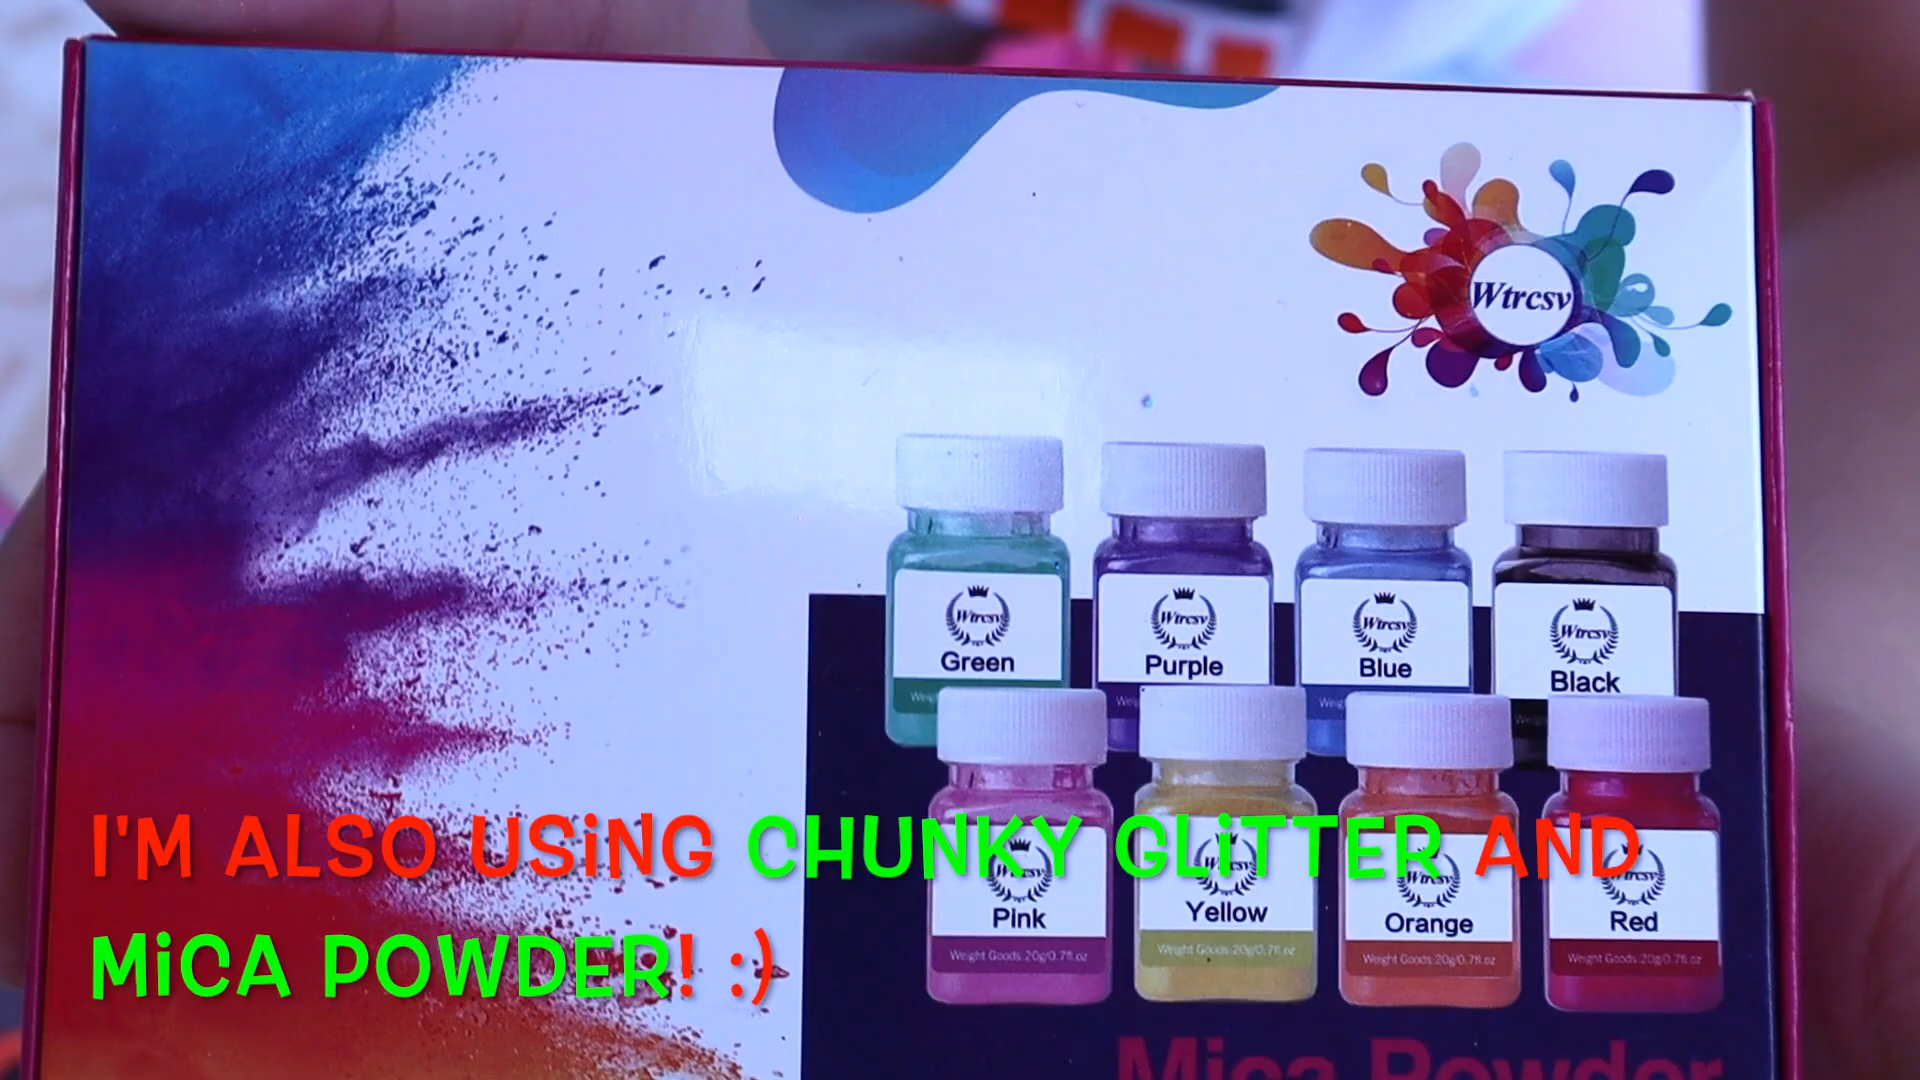 Wtrcsv
Wtrcsv
Green
Wtrcsv
Purple
Wtrcsv
Blue
Wtrcsv
Black
I'M ALSO USING CHUNKY GLITTER AND
MICA POWDER! :)
Pink
Weight Goods:20g/0.7fl.oz
Yellow
Weight Goods:20g/0.7fl.oz
Orange
Weight Goods:20g/0.7fl.oz
Red
Weight Goods:20g/0.7fl.oz
Mica Powder